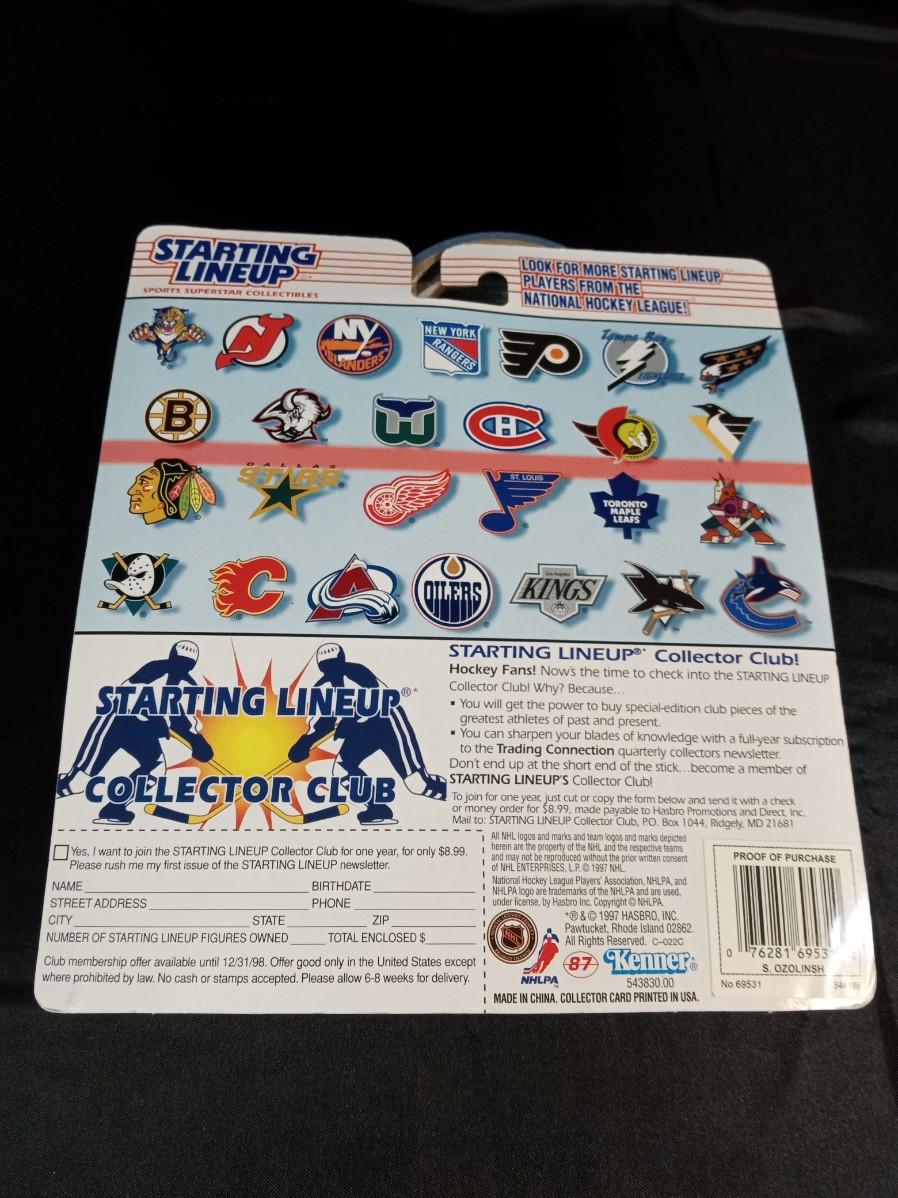 STARTING
LINEUP
SPORTS SUPERSTAR COLLECTIBLES
LOOK FOR MORE STARTING LINEUP
PLAYERS FROM THE
NATIONAL HOCKEY LEAGUE!
NY
ISLANDERS
NEW YORK
RANGERS
Tampa Bay
LIGHTNING
B
DALLAS
STARS
ST. LOUIS
TORONTO
MAPLE
LEAFS
OILERS
Los Angeles
KINGS
STARTING LINEUP®*
COLLECTOR CLUB
STARTING LINEUP®* Collector Club!
Hockey Fans! Now's the time to check into the STARTING LINEUP
Collector Club! Why? Because...
▪ You will get the power to buy special-edition club pieces of the
greatest athletes of past and present.
▪ You can sharpen your blades of knowledge with a full-year subscription
to the Trading Connection quarterly collectors newsletter.
Don't end up at the short end of the stick...become a member of
STARTING LINEUP'S Collector Club!
To join for one year, just cut or copy the form below and send it with a check
or money order for $8.99, made payable to Hasbro Promotions and Direct, Inc.
Mail to: STARTING LINEUP Collector Club, P.O. Box 1044, Ridgely, MD 21681
Yes, I want to join the STARTING LINEUP Collector Club for one year, for only $8.99.
Please rush me my first issue of the STARTING LINEUP newsletter.
NAME BIRTHDATE
STREET ADDRESS PHONE
CITY STATE ZIP
NUMBER OF STARTING LINEUP FIGURES OWNED TOTAL ENCLOSED $
Club membership offer available until 12/31/98. Offer good only in the United States except
where prohibited by law. No cash or stamps accepted. Please allow 6-8 weeks for delivery.
All NHL logos and marks and team logos and marks depicted
herein are the property of the NHL and the respective teams
and may not be reproduced without the prior written consent
of NHL ENTERPRISES, L.P. © 1997 NHL.
National Hockey League Players' Association, NHLPA, and
NHLPA logo are trademarks of the NHLPA and are used,
under license, by Hasbro Inc. Copyright © NHLPA.
*® & © 1997 HASBRO, INC.
Pawtucket, Rhode Island 02862.
All Rights Reserved. C-022C
NHL
NHLPA
87
Kenner®
543830.00
MADE IN CHINA. COLLECTOR CARD PRINTED IN USA.
PROOF OF PURCHASE
0 76281 6953
S. OZOLINSH
No 69531